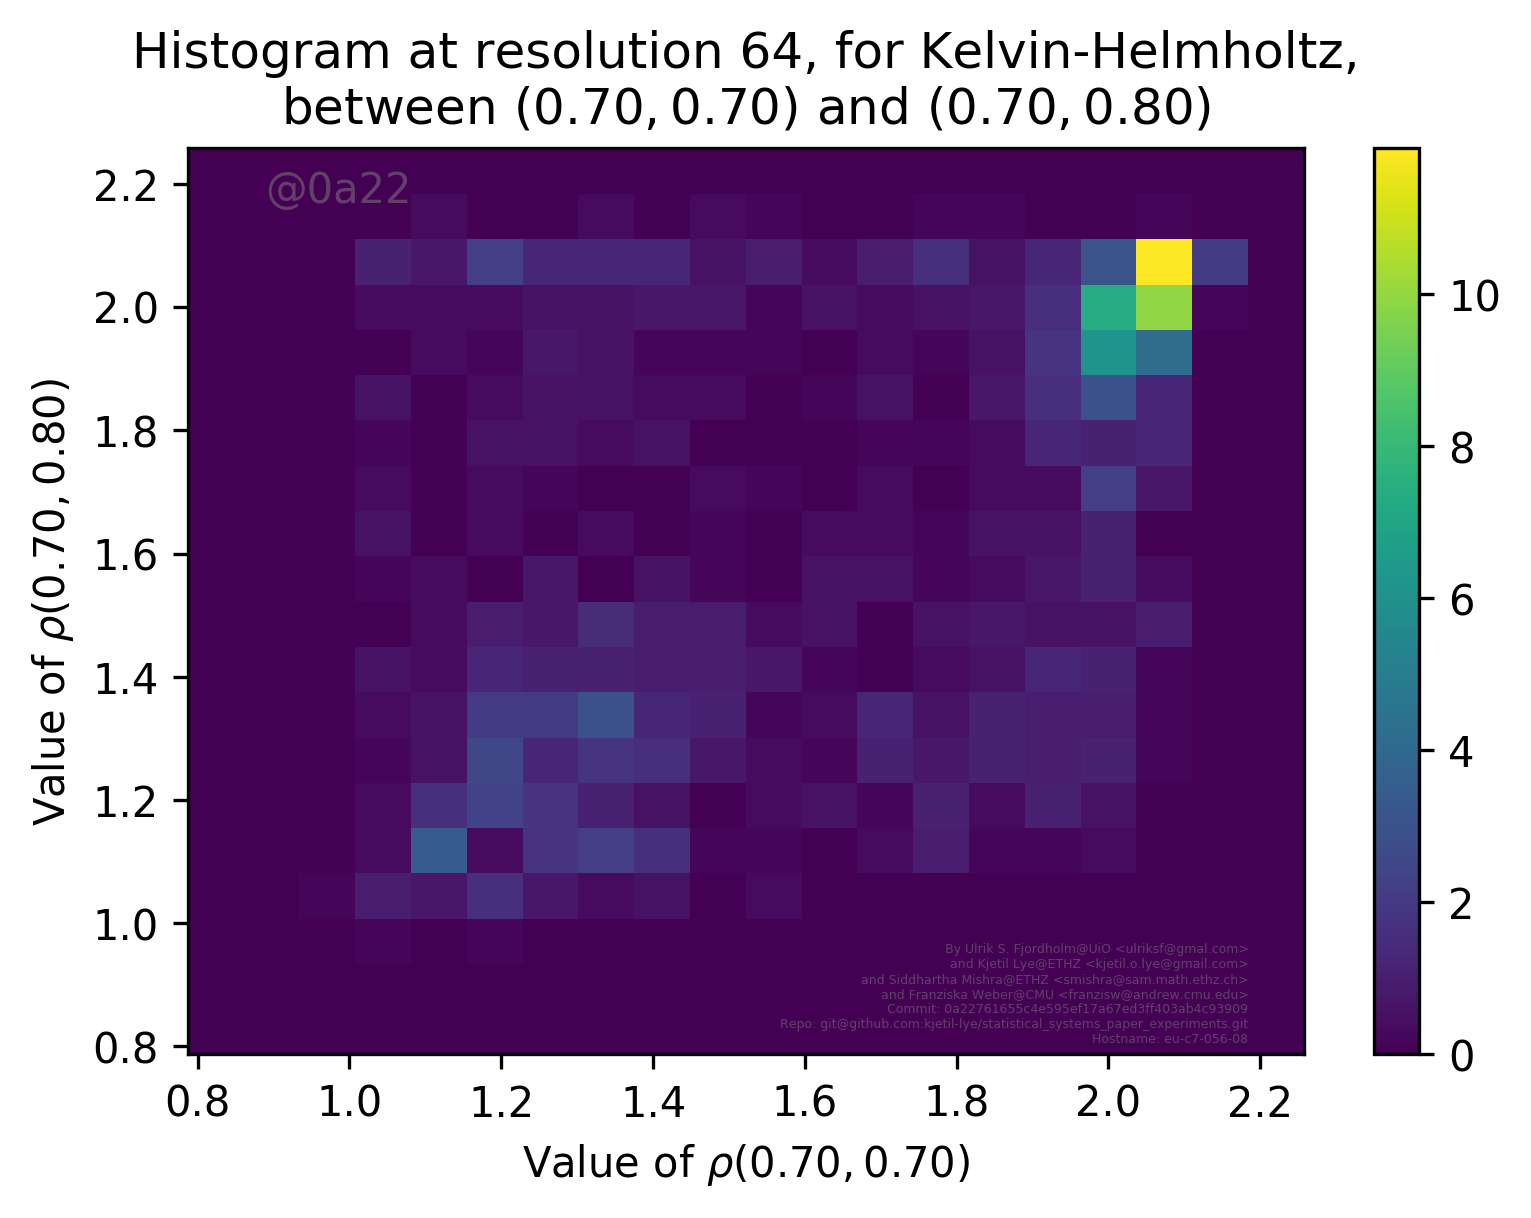 Histogram at resolution 64, for Kelvin-Helmholtz,
between (0.70, 0.70) and (0.70, 0.80)
@0a22
2.2
2.0
1.8
1.6
1.4
1.2
1.0
0.8
Value of ρ(0.70, 0.80)
0.8 1.0 1.2 1.4 1.6 1.8 2.0 2.2
Value of ρ(0.70, 0.70)
10
8
6
4
2
0
By Ulrik S. Fjordholm@UiO <ulriksf@gmal.com>
and Kjetil Lye@ETHZ <kjetil.o.lye@gmail.com>
and Siddhartha Mishra@ETHZ <smishra@sam.math.ethz.ch>
and Franziska Weber@CMU <franzisw@andrew.cmu.edu>
Commit: 0a22761655c4e595ef17a67ed3ff403ab4c93909
Repo: git@github.com:kjetil-lye/statistical_systems_paper_experiments.git
Hostname: eu-c7-056-08